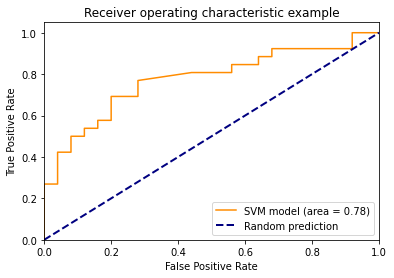 Receiver operating characteristic example
True Positive Rate
1.0
0.8
0.6
0.4
0.2
0.0
SVM model (area = 0.78)
Random prediction
0.0 0.2 0.4 0.6 0.8 1.0
False Positive Rate